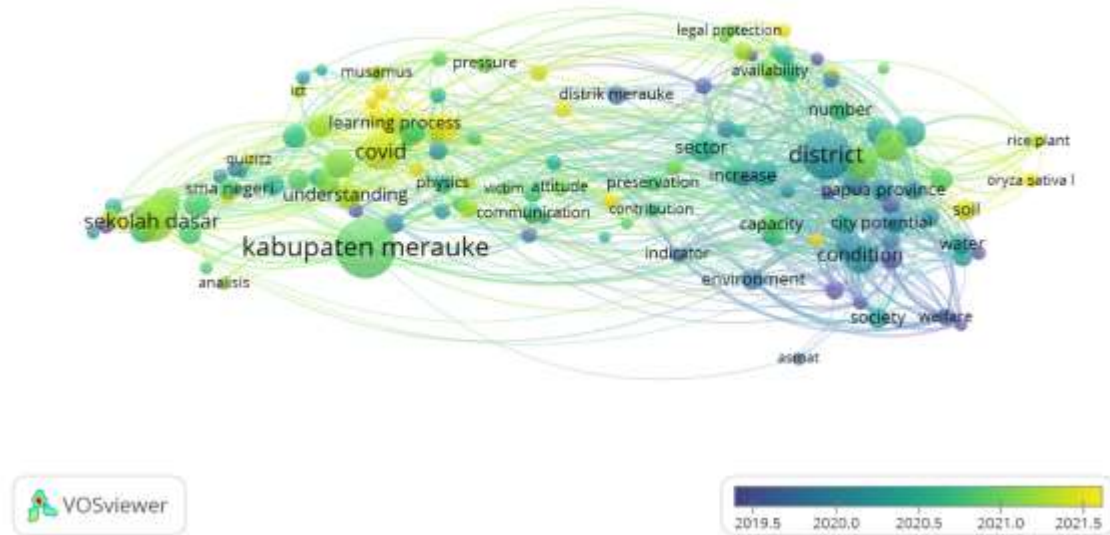 legal protection
musamus
pressure
availability
ict
distrik merauke
number
learning process
covid
sector
district
rice plant
quizizz
physics
increase
oryza sativa l
sma negeri
understanding
victim
attitude
preservation
papua province
sekolah dasar
communication
contribution
capacity
city potential
soil
kabupaten merauke
water
indicator
condition
analisis
environment
society
welfare
asmat
VOSviewer
2019.5 2020.0 2020.5 2021.0 2021.5